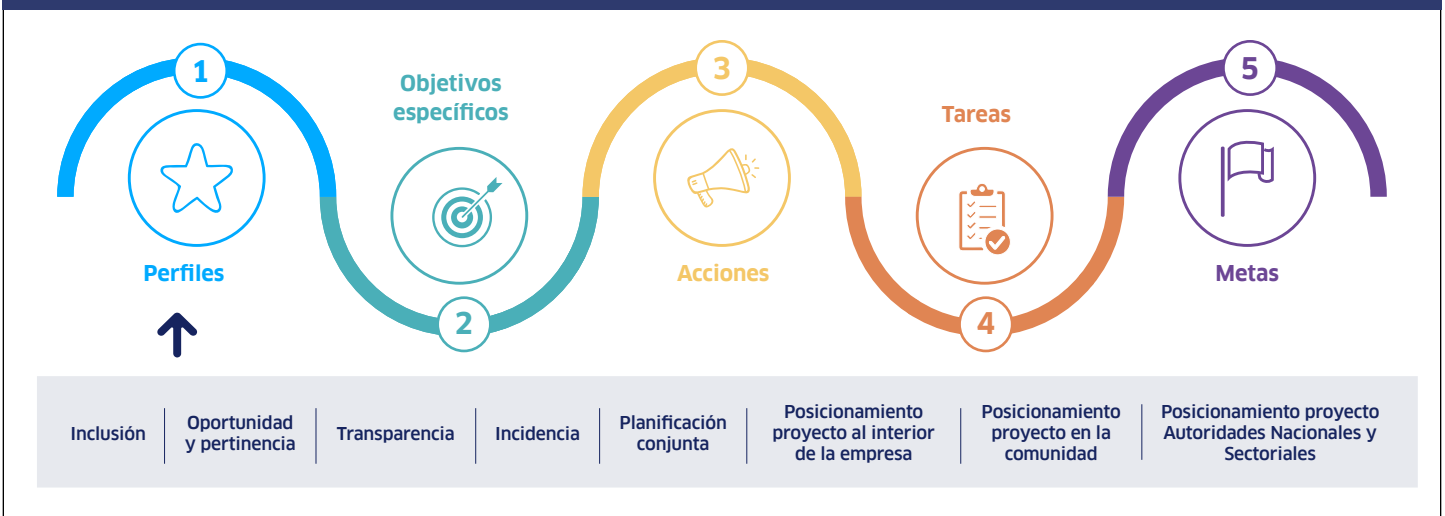 1
Perfiles
Objetivos
específicos
2
3
Acciones
Tareas
4
5
Metas
Inclusión
Oportunidad
y pertinencia
Transparencia
Incidencia
Planificación
conjunta
Posicionamiento
proyecto al interior
de la empresa
Posicionamiento
proyecto en la
comunidad
Posicionamiento proyecto
Autoridades Nacionales y
Sectoriales